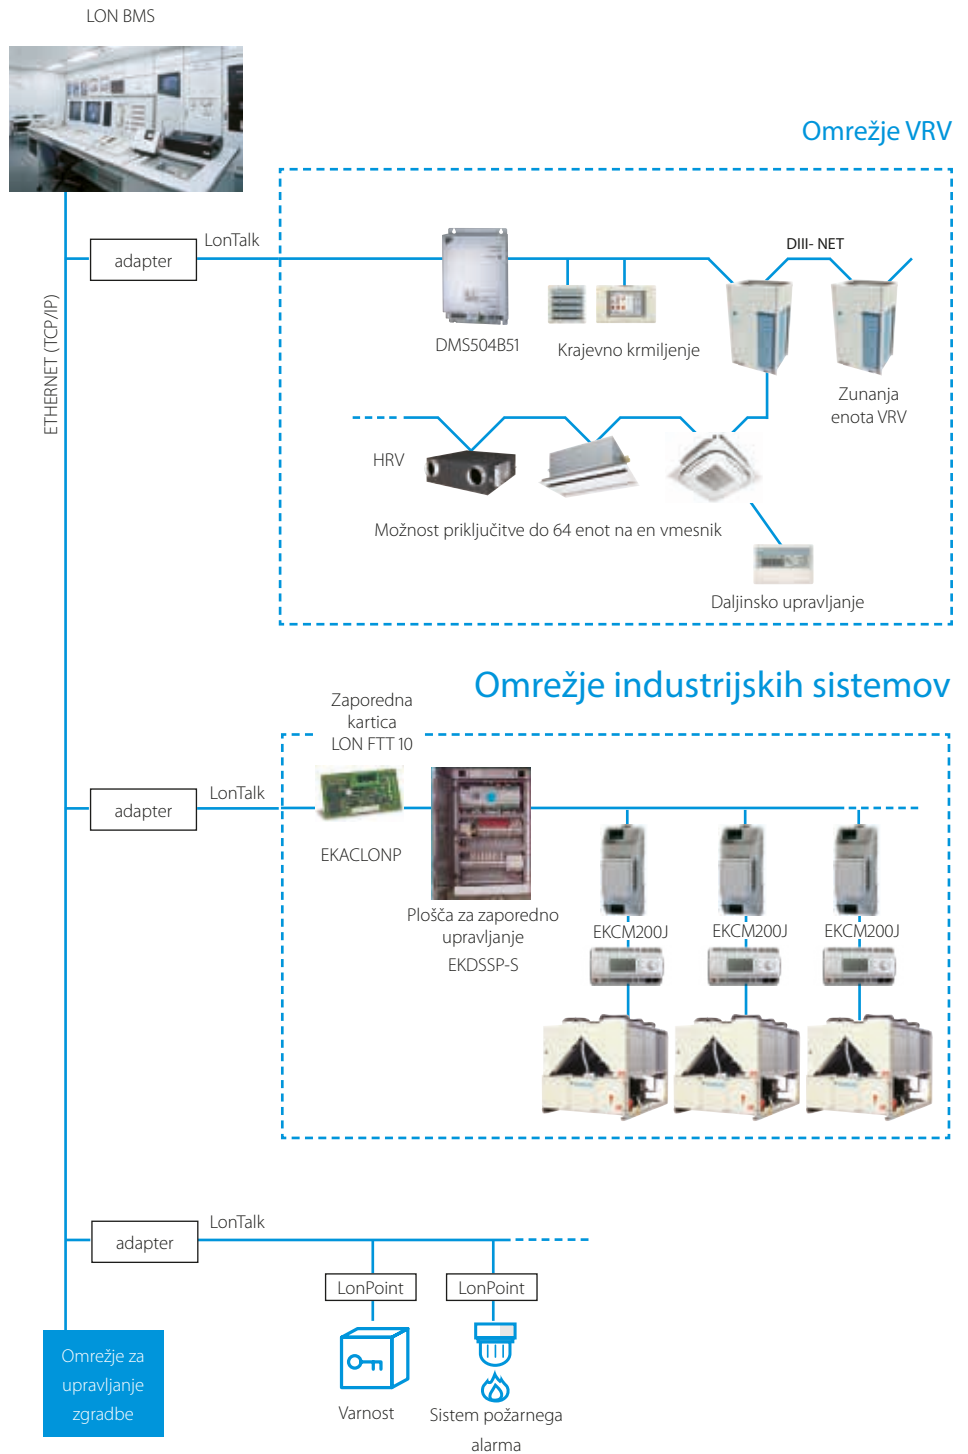 LON BMS
Omrežje VRV
adapter
LonTalk
DIII- NET
ETHERNET (TCP/IP)
DMS504B51
Krajevno krmiljenje
Zunanja
enota VRV
HRV
Možnost priključitve do 64 enot na en vmesnik
Daljinsko upravljanje
Omrežje industrijskih sistemov
Zaporedna
kartica
LON FTT 10
adapter
LonTalk
EKACLONP
Plošča za zaporedno
upravljanje
EKDSSP-S
EKCM200J
EKCM200J
EKCM200J
adapter
LonTalk
LonPoint
LonPoint
Omrežje za
upravljanje
zgradbe
Varnost
Sistem požarnega
alarma